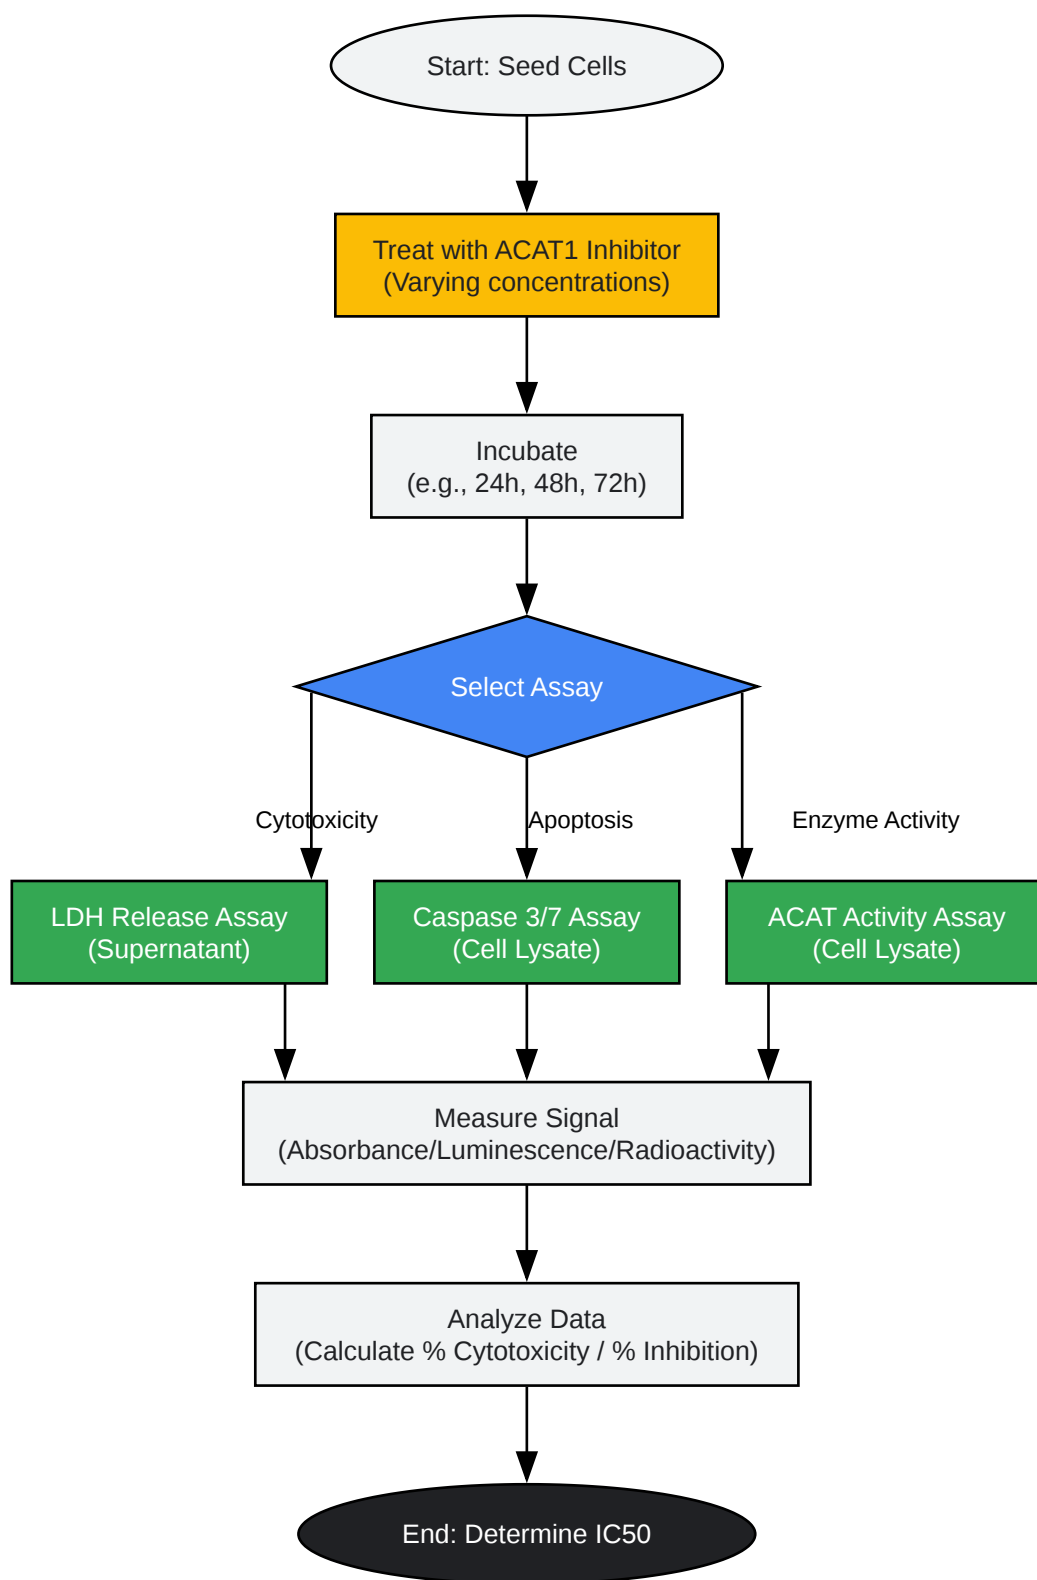 Start: Seed Cells
Treat with ACAT1 Inhibitor
(Varying concentrations)
Incubate
(e.g., 24h, 48h, 72h)
Select Assay
Cytotoxicity
Apoptosis
Enzyme Activity
LDH Release Assay
(Supernatant)
Caspase 3/7 Assay
(Cell Lysate)
ACAT Activity Assay
(Cell Lysate)
Measure Signal
(Absorbance/Luminescence/Radioactivity)
Analyze Data
(Calculate % Cytotoxicity / % Inhibition)
End: Determine IC50